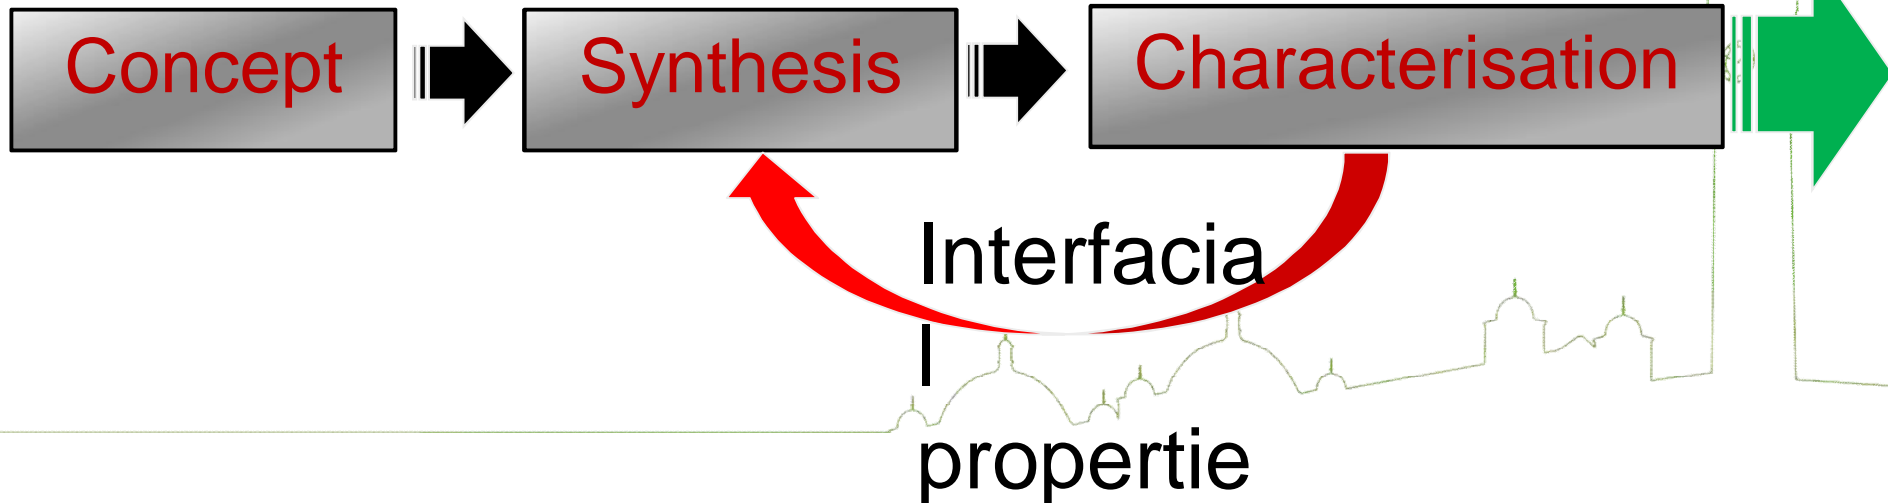 Concept
Synthesis
Characterisation
Interfacia
l
propertie